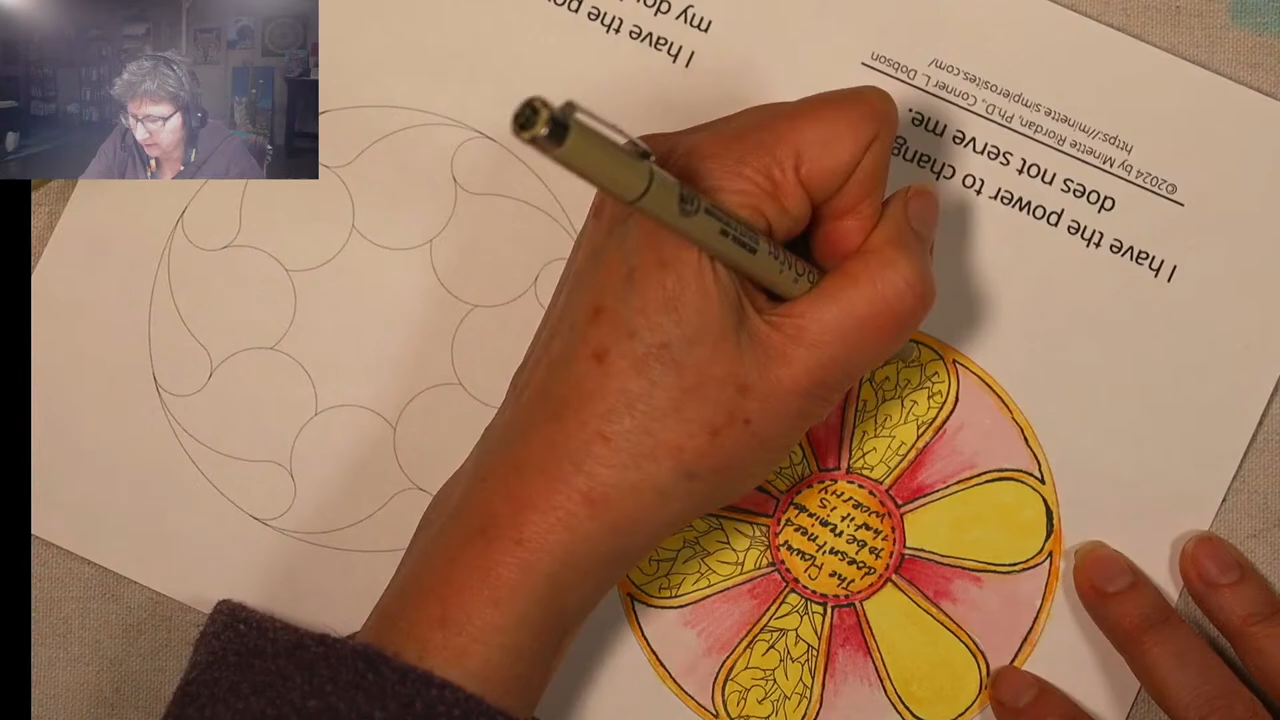 I have the po
my do
I have the power to chang
does not serve me.
©2024 by Minette Riordan, Ph.D, Conner L. Dobson
https://minette.simplerosites.com/
The Flower
doesn't need
to be reminded
that it is
worthy